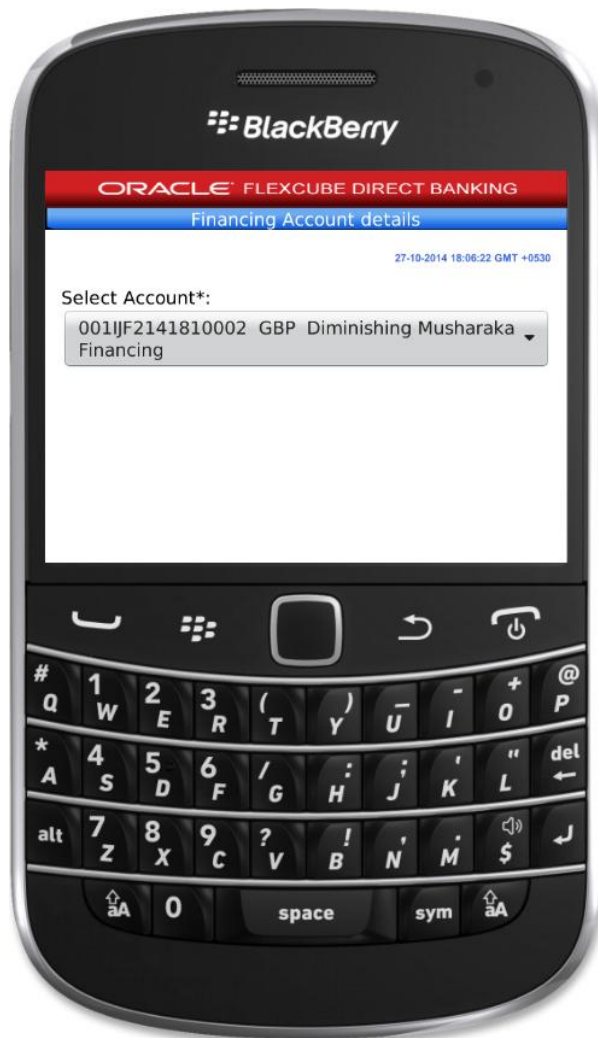 BlackBerry
ORACLE® FLEXCUBE DIRECT BANKING
Financing Account details
27-10-2014 18:06:22 GMT +0530
Select Account*:
001IJF2141810002 GBP Diminishing Musharaka
Financing
# 1 2 3 ( ) _ - + @
Q W E R T Y U I O P
* 4 5 6 / : ; ' " del
A S D F G H J K L
alt 7 8 9 ? ! , .
Z X C V B N M $
aA 0 space sym aA